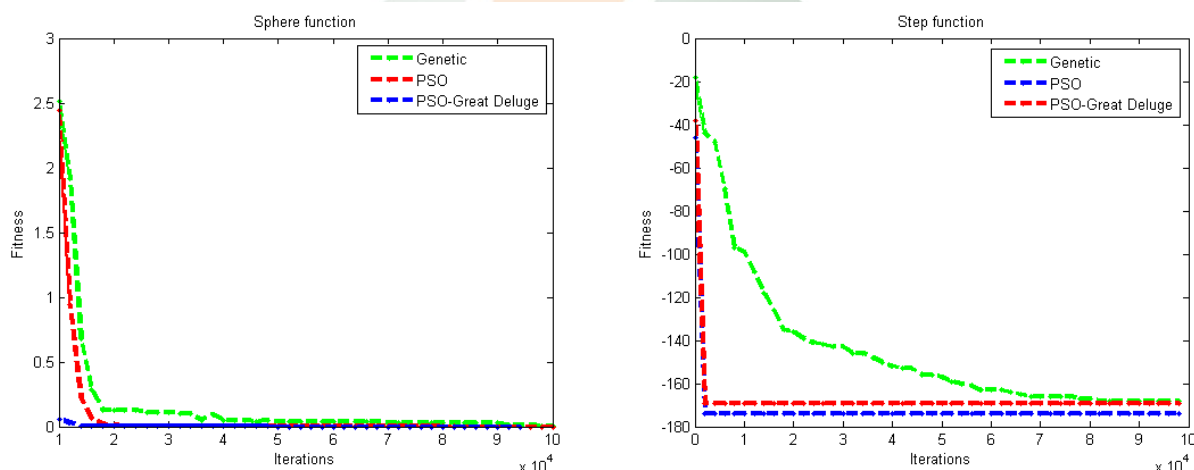 Sphere function
3
2.5
2
1.5
1
0.5
0
Fitness
Genetic
PSO
PSO-Great Deluge
1 2 3 4 5 6 7 8 9 10
Iterations
x 10^4
Step function
0
-20
-40
-60
-80
-100
-120
-140
-160
-180
Fitness
Genetic
PSO
PSO-Great Deluge
0 1 2 3 4 5 6 7 8 9 10
Iterations
x 10^4